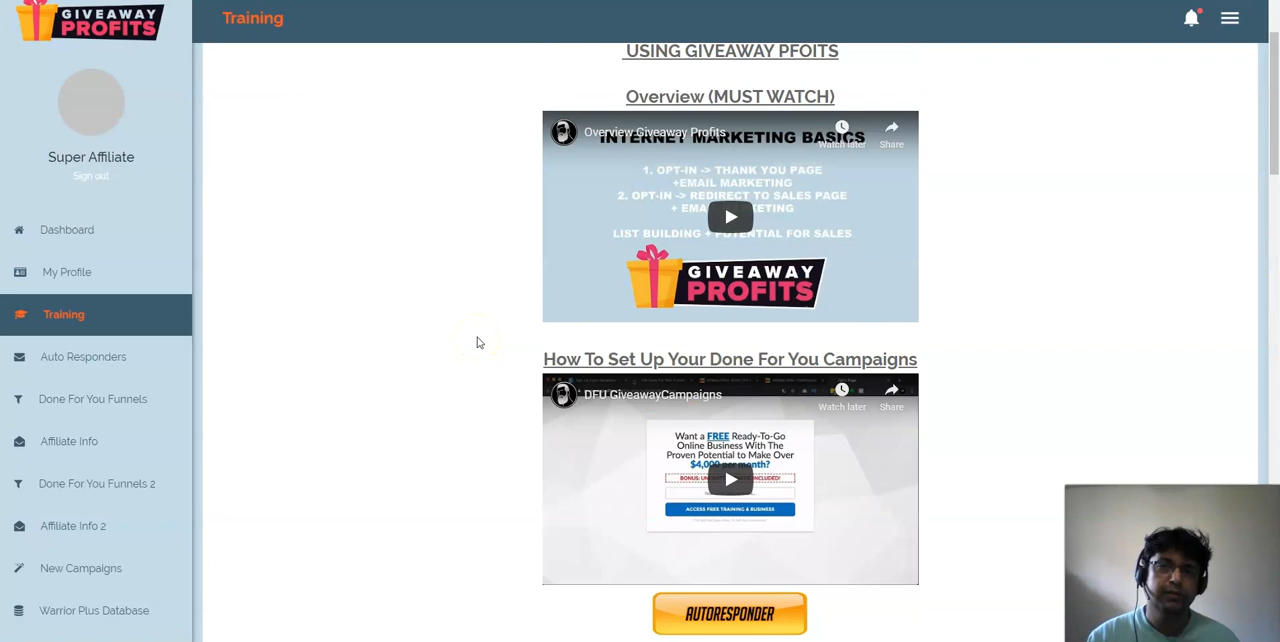 GIVEAWAY
PROFITS
Training
Super Affiliate
Sign out
Dashboard
My Profile
Training
Auto Responders
Done For You Funnels
Affiliate Info
Done For You Funnels 2
Affiliate Info 2
New Campaigns
Warrior Plus Database
USING GIVEAWAY PFOITS
Overview (MUST WATCH)
Overview Giveaway Profits
INTERNET MARKETING BASICS
Watch later
Share
1. OPT-IN -> THANK YOU PAGE
+EMAIL MARKETING
2. OPT-IN -> REDIRECT TO SALES PAGE
LIST BUILDING + POTENTIAL FOR SALES
GIVEAWAY
PROFITS
How To Set Up Your Done For You Campaigns
DFU GiveawayCampaigns
Watch later
Share
Want a FREE Ready-To-Go
Online Business With The
Proven Potential to Make Over
$4,000 per month?
ACCESS FREE TRAINING & BUSINESS
AUTORESPONDER